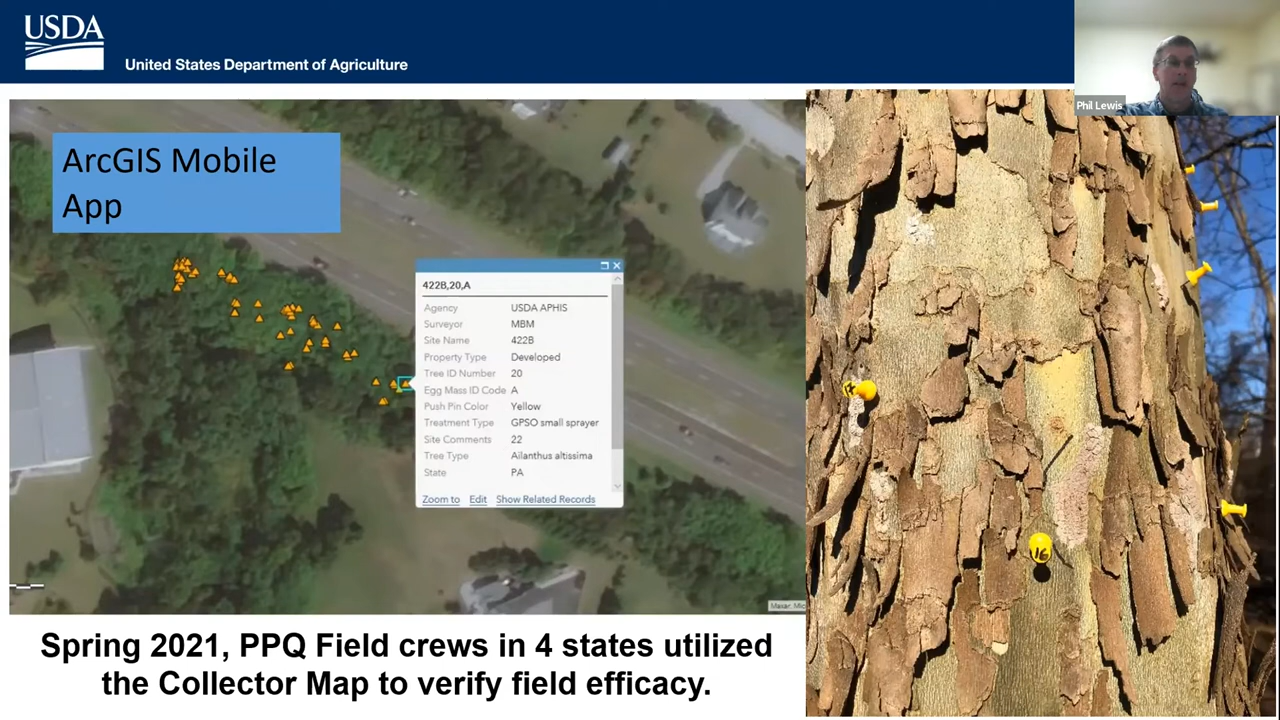 USDA
United States Department of Agriculture
Phil Lewis
ArcGIS Mobile
App
422B,20,A
Agency USDA APHIS
Surveyor MBM
Site Name 422B
Property Type Developed
Tree ID Number 20
Egg Mass ID Code A
Push Pin Color Yellow
Treatment Type GPSO small sprayer
Site Comments 22
Tree Type Ailanthus altissima
State PA
Zoom to Edit Show Related Records
16
Maxar, Mic
Spring 2021, PPQ Field crews in 4 states utilized
the Collector Map to verify field efficacy.